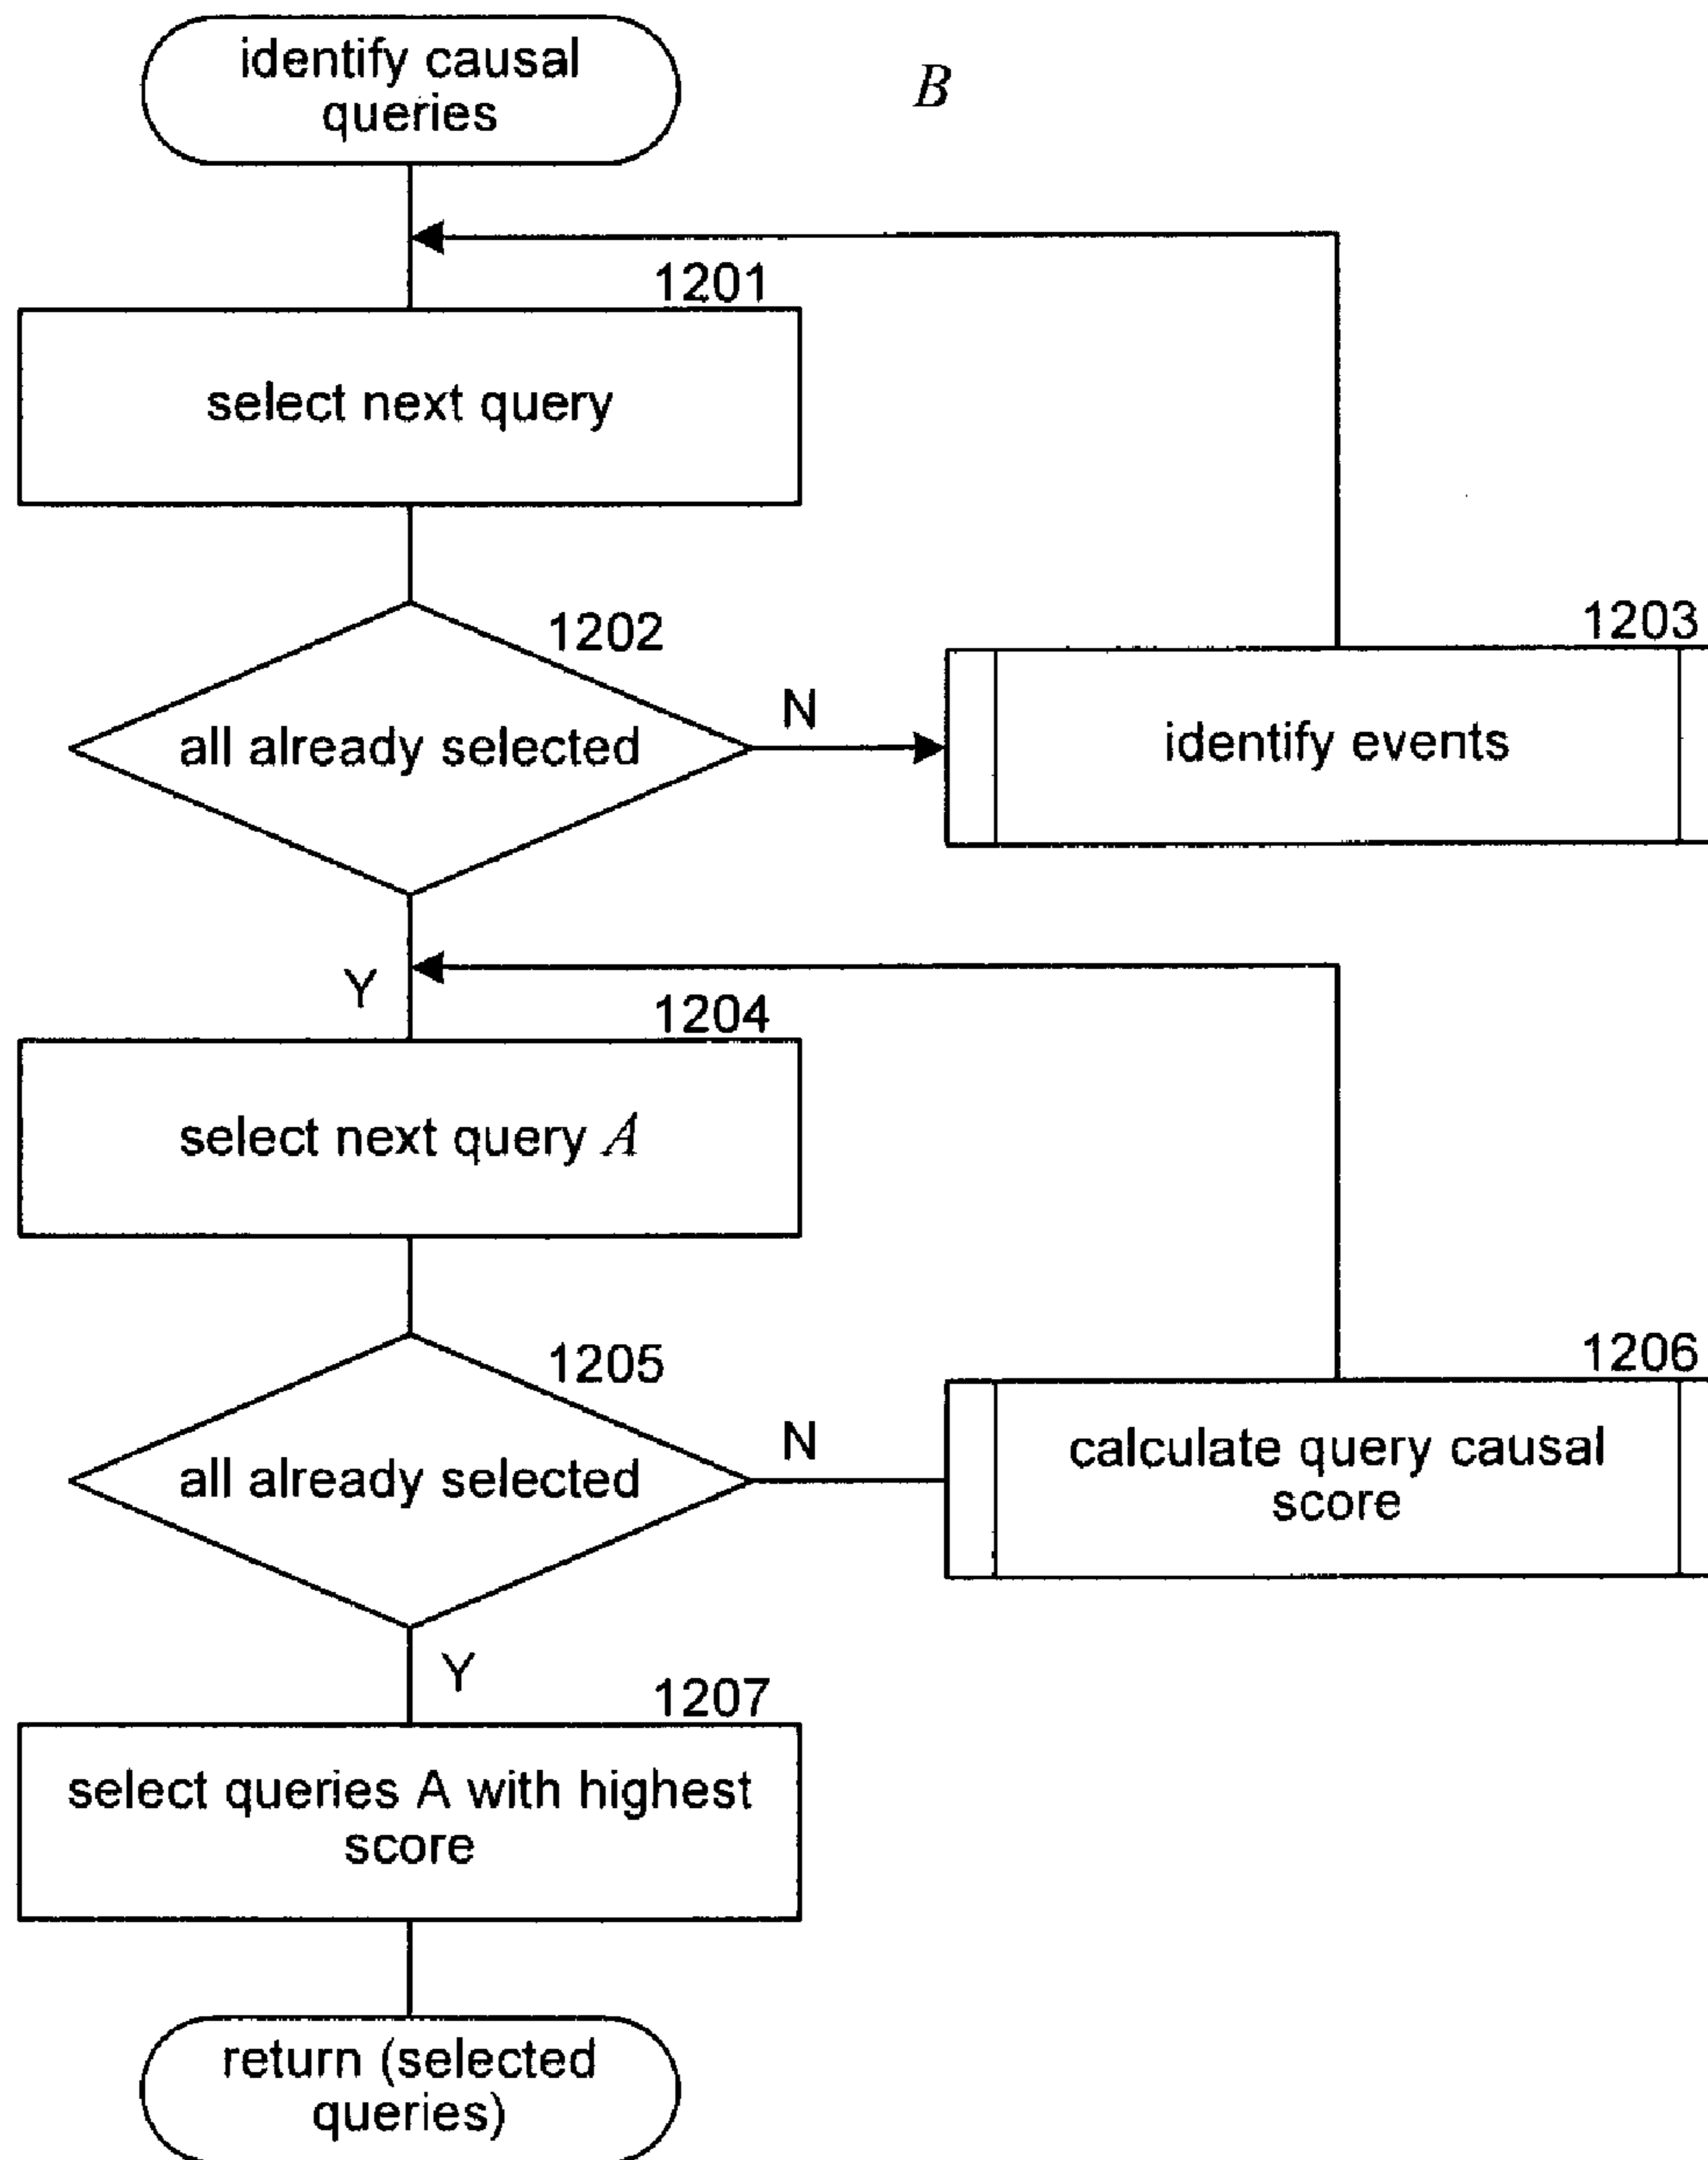 identify causal
queries
B
1201
select next query
1202
all already selected
N
1203
identify events
Y
1204
select next query A
1205
all already selected
N
1206
calculate query causal
score
Y
1207
select queries A with highest
score
return (selected
queries)